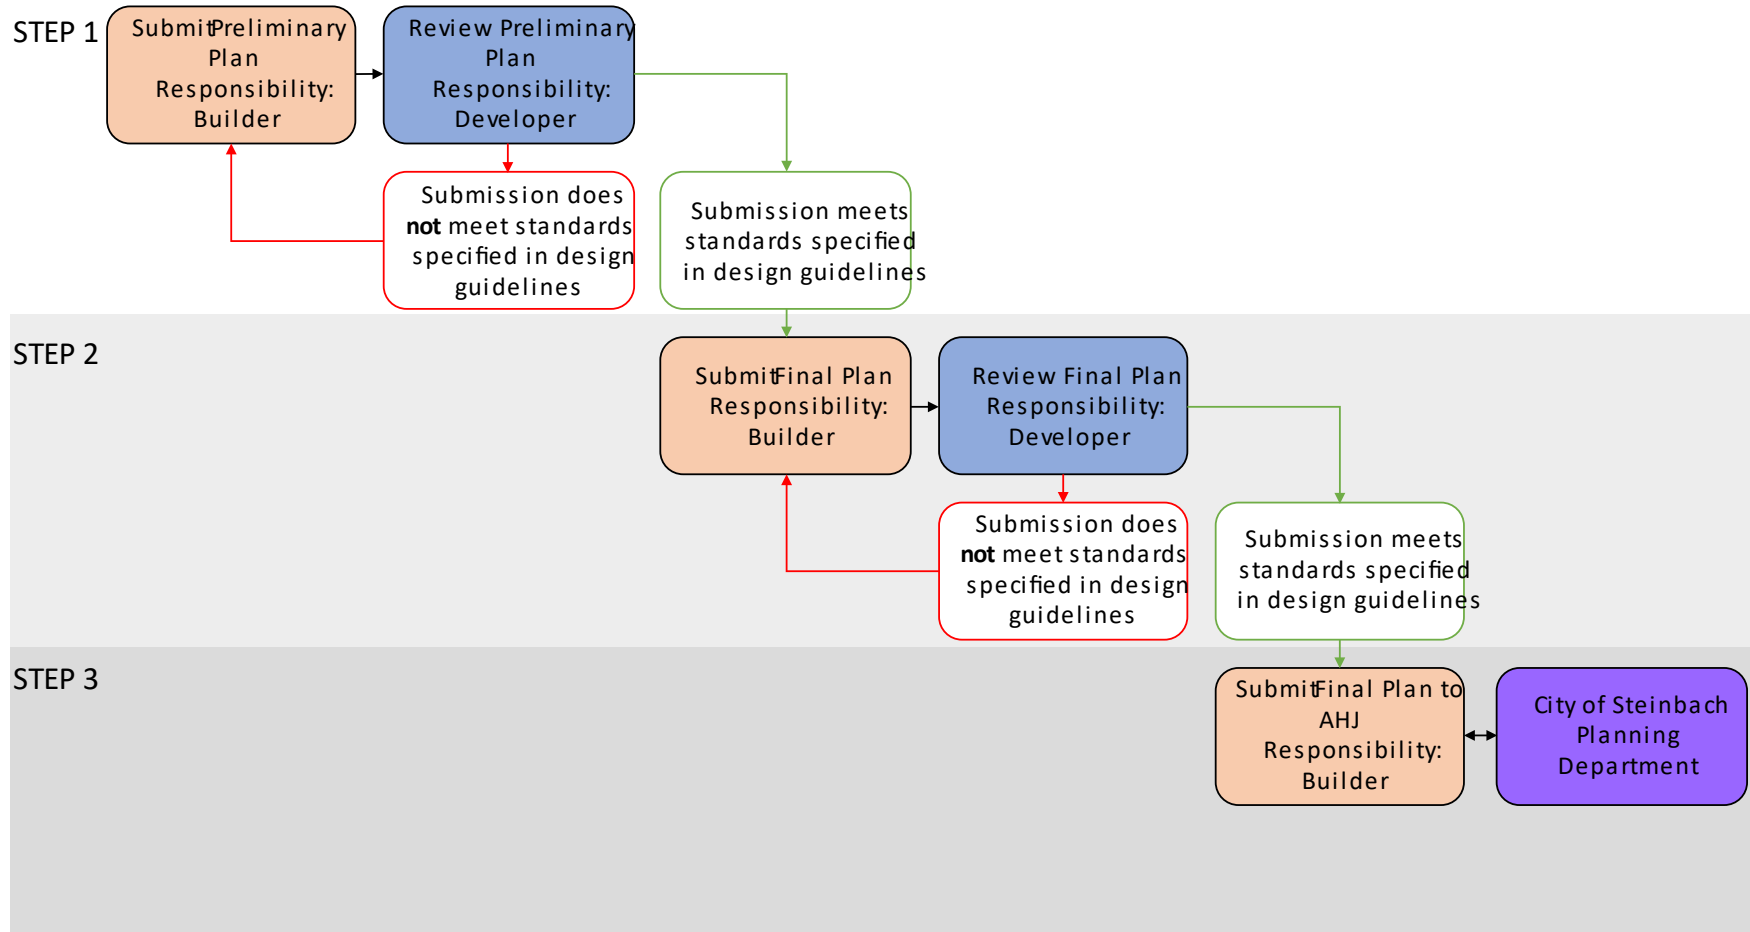 STEP 1
Submit Preliminary
Plan
Responsibility:
Builder
Review Preliminary
Plan
Responsibility:
Developer
Submission does
not meet standards
specified in design
guidelines
Submission meets
standards specified
in design guidelines
STEP 2
Submit Final Plan
Responsibility:
Builder
Review Final Plan
Responsibility:
Developer
Submission does
not meet standards
specified in design
guidelines
Submission meets
standards specified
in design guidelines
STEP 3
Submit Final Plan to
AHJ
Responsibility:
Builder
City of Steinbach
Planning
Department